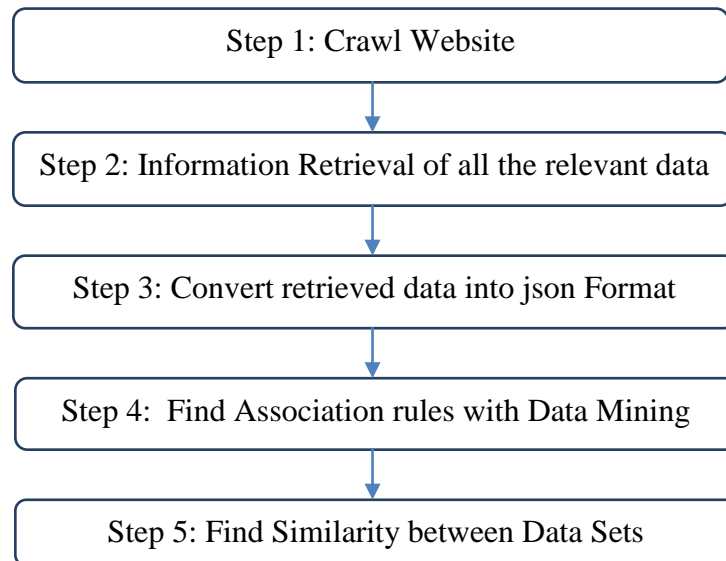 Step 1: Crawl Website
Step 2: Information Retrieval of all the relevant data
Step 3: Convert retrieved data into json Format
Step 4:  Find Association rules with Data Mining
Step 5: Find Similarity between Data Sets